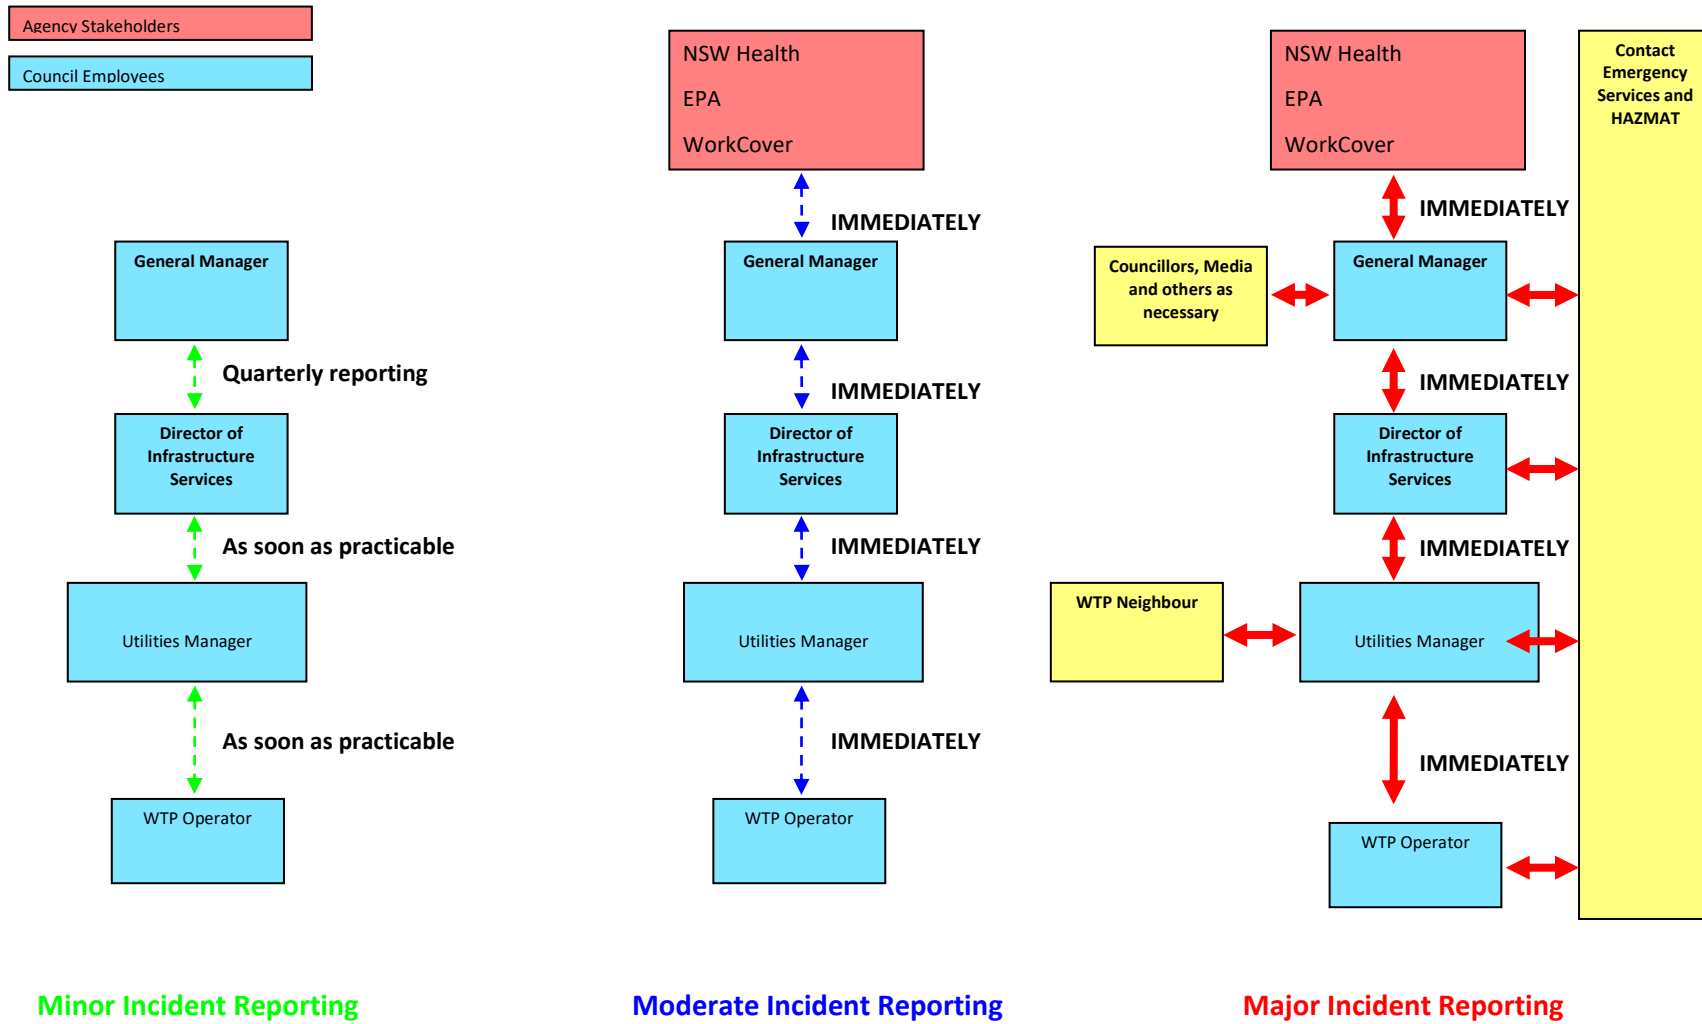 Agency Stakeholders
Council Employees
General Manager
Quarterly reporting
Director of
Infrastructure
Services
As soon as practicable
Utilities Manager
As soon as practicable
WTP Operator
Minor Incident Reporting
NSW Health
EPA
WorkCover
IMMEDIATELY
General Manager
IMMEDIATELY
Director of
Infrastructure
Services
IMMEDIATELY
Utilities Manager
IMMEDIATELY
WTP Operator
Moderate Incident Reporting
NSW Health
EPA
WorkCover
IMMEDIATELY
Councillors, Media
and others as
necessary
General Manager
IMMEDIATELY
Director of
Infrastructure
Services
IMMEDIATELY
WTP Neighbour
Utilities Manager
IMMEDIATELY
WTP Operator
Contact
Emergency
Services and
HAZMAT
Major Incident Reporting